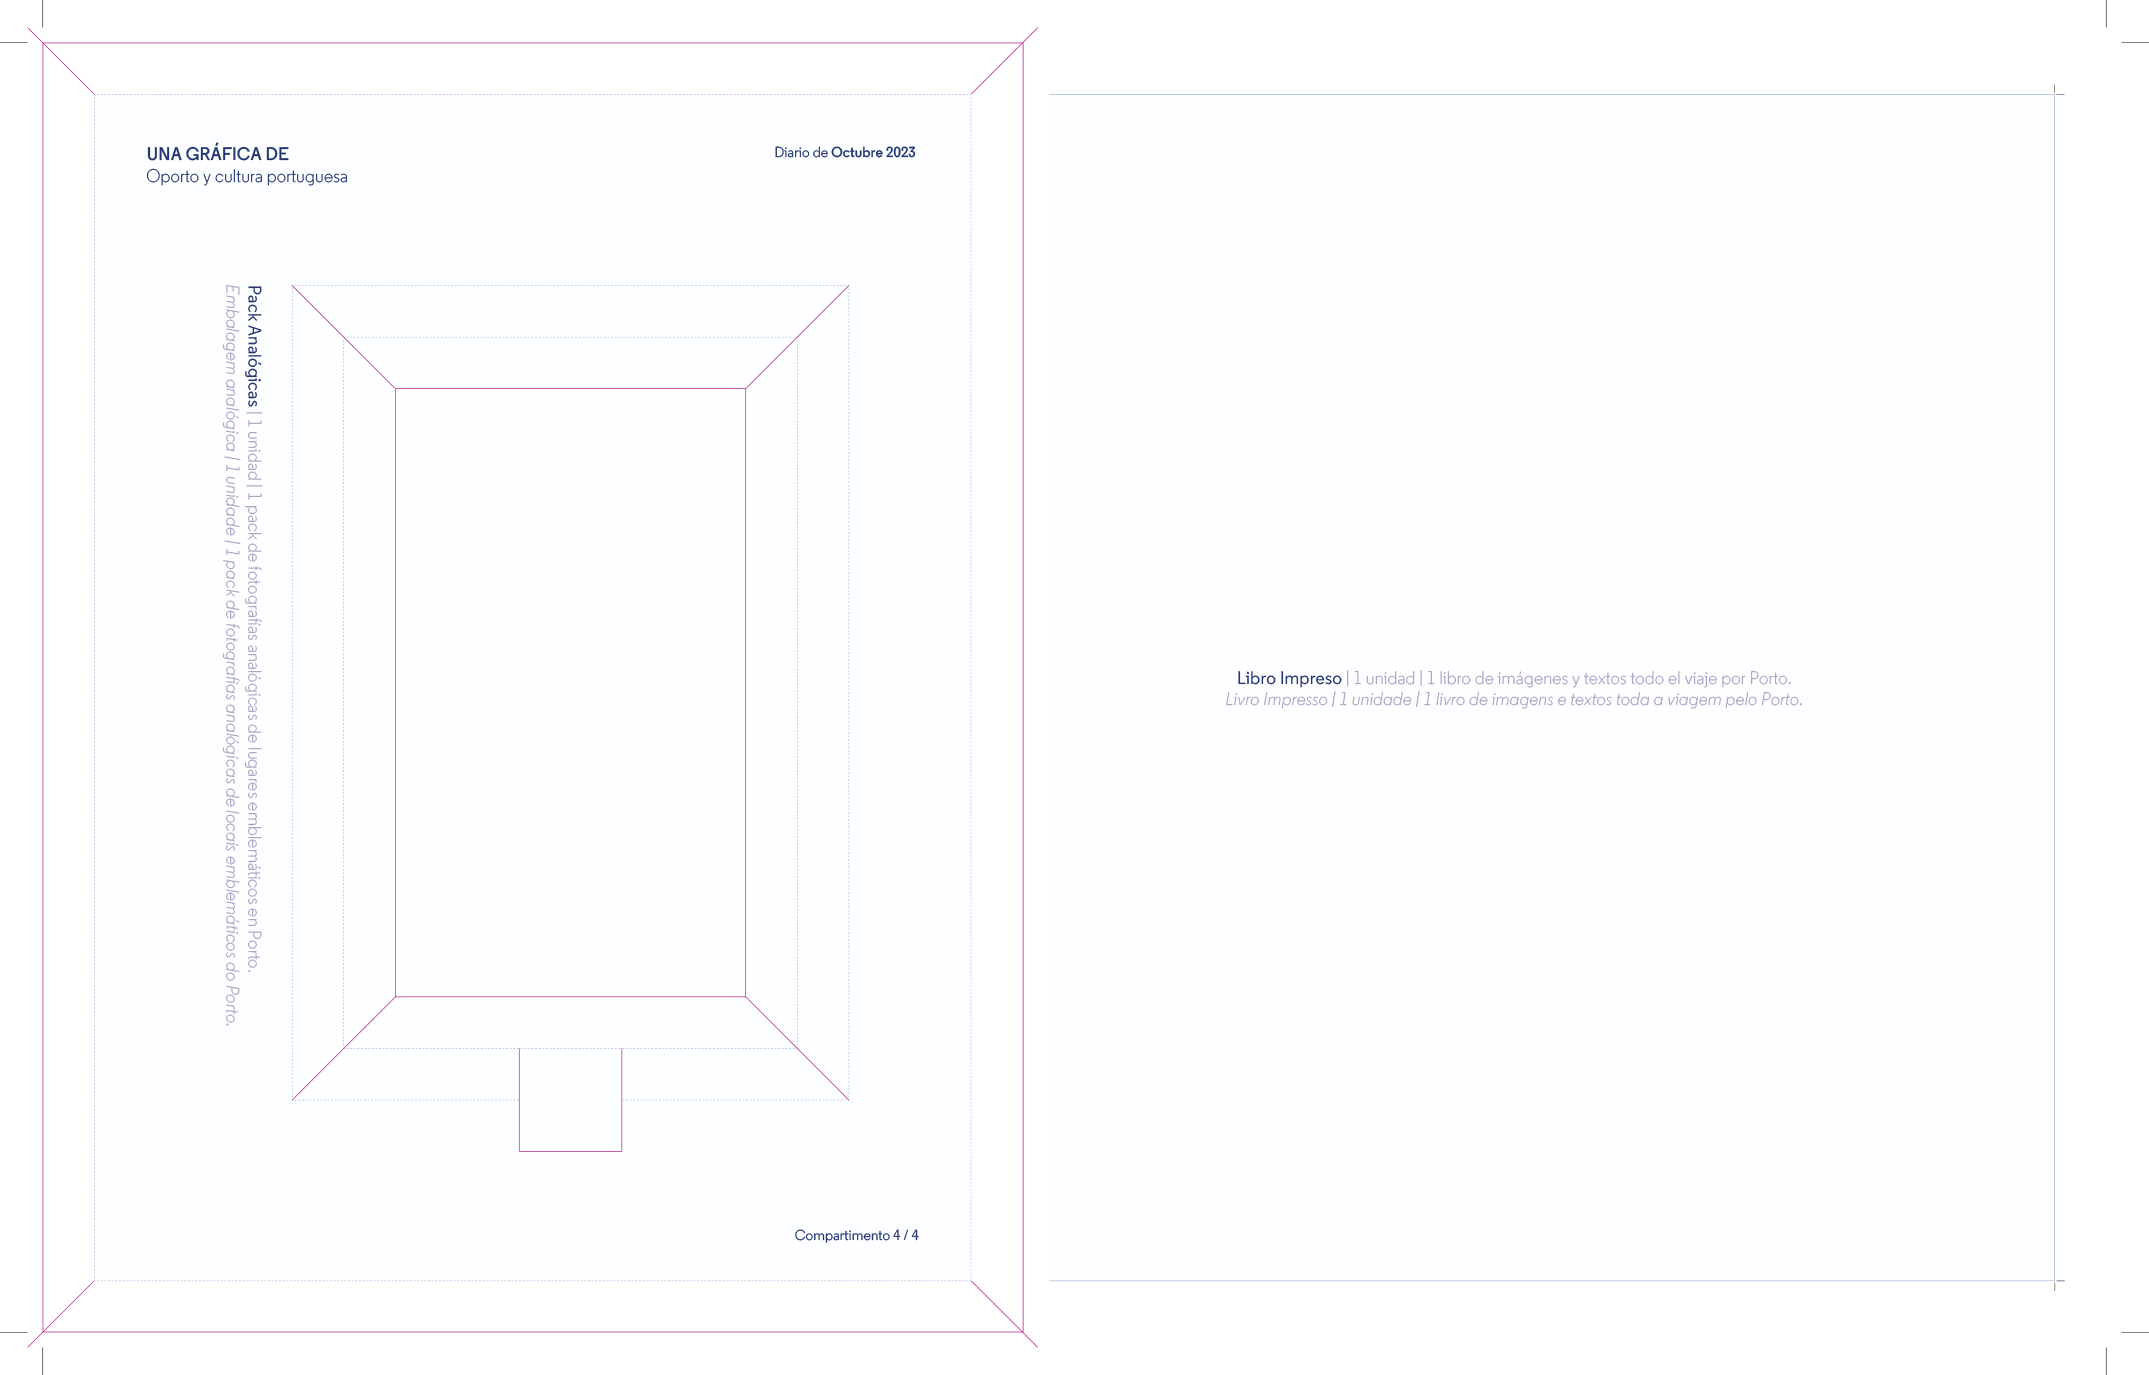 UNA GRÁFICA DE
Oporto y cultura portuguesa
Diario de Octubre 2023
Pack Analógicas | 1 unidad | 1 pack de fotografías analógicas de lugares emblemáticos en Porto.
Embalagem analógica | 1 unidade | 1 pack de fotografias analógicas de locais emblemáticos do Porto.
Compartimento 4 / 4
Libro Impreso | 1 unidad | 1 libro de imágenes y textos todo el viaje por Porto.
Livro Impresso | 1 unidade | 1 livro de imagens e textos toda a viagem pelo Porto.